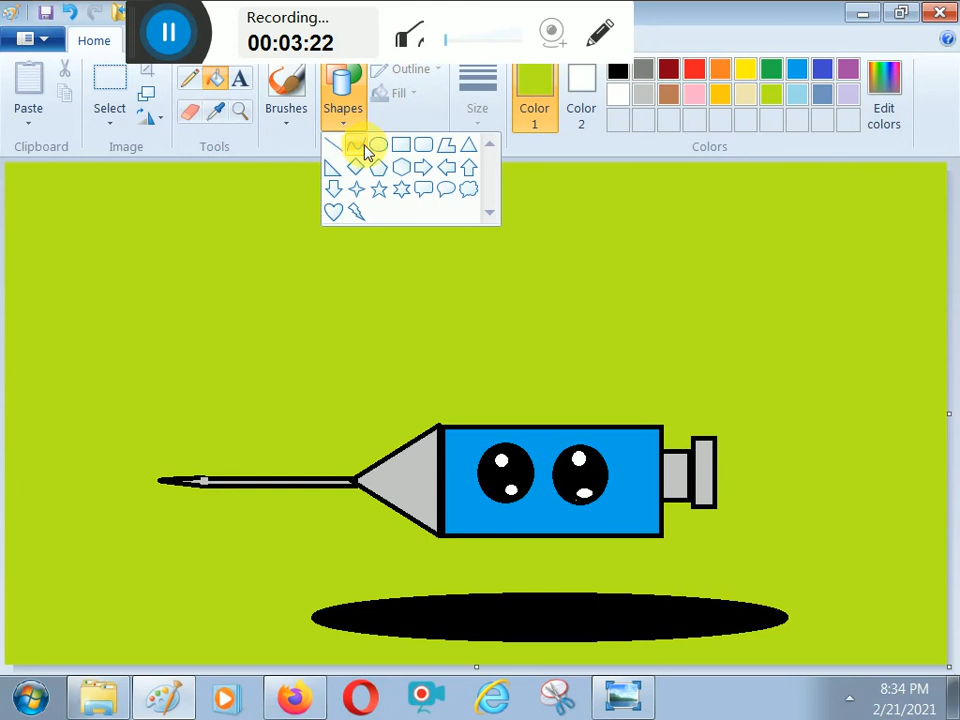 Recording...
00:03:22
Home
Paste
Select
A
Brushes
Shapes
Outline
Fill
Size
Color
1
Color
2
Edit
colors
Clipboard
Image
Tools
Colors
8:34 PM
2/21/2021